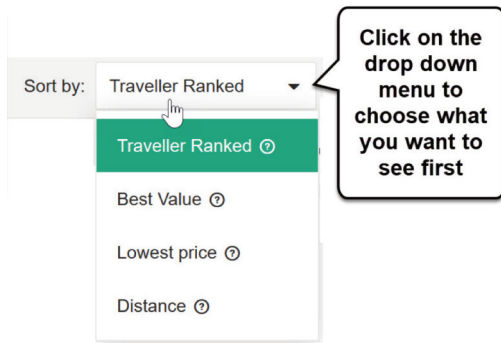 Sort by: Traveller Ranked
Traveller Ranked ?
Best Value ?
Lowest price ?
Distance ?
Click on the
drop down
menu to
choose what
you want to
see first